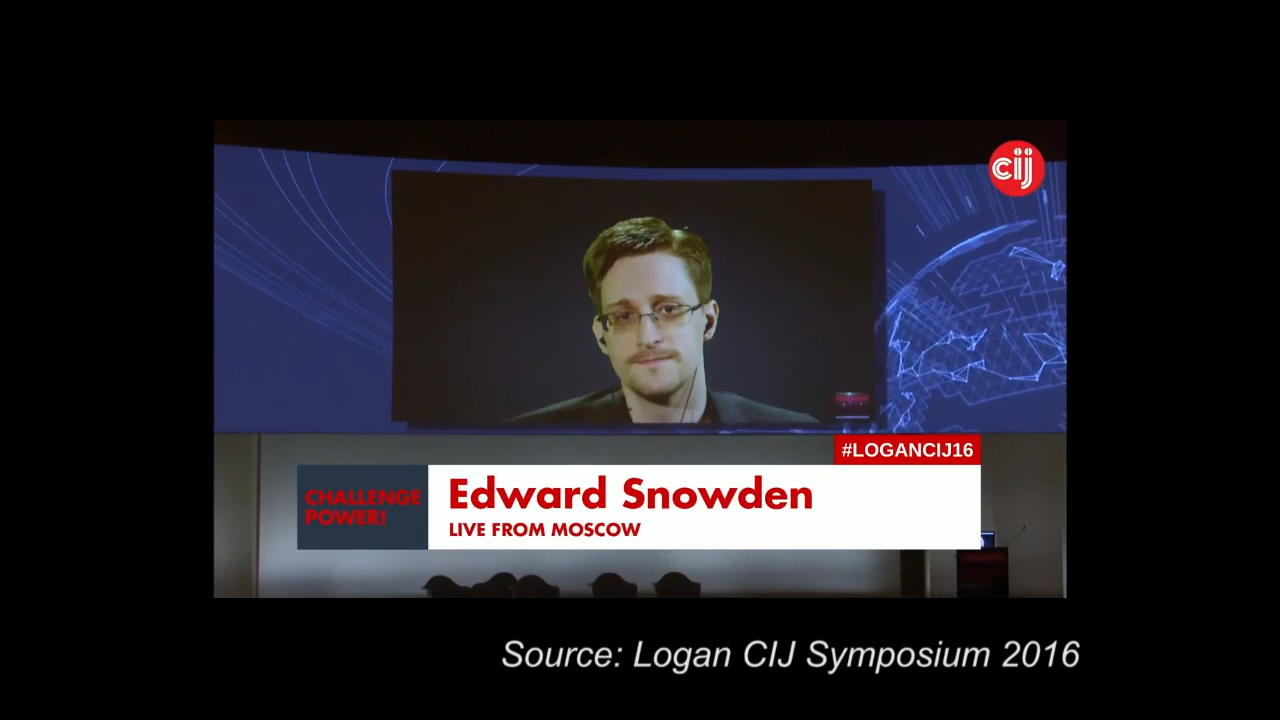 cij
#LOGANCIJ16
CHALLENGE
POWER!
Edward Snowden
LIVE FROM MOSCOW
Source: Logan CIJ Symposium 2016